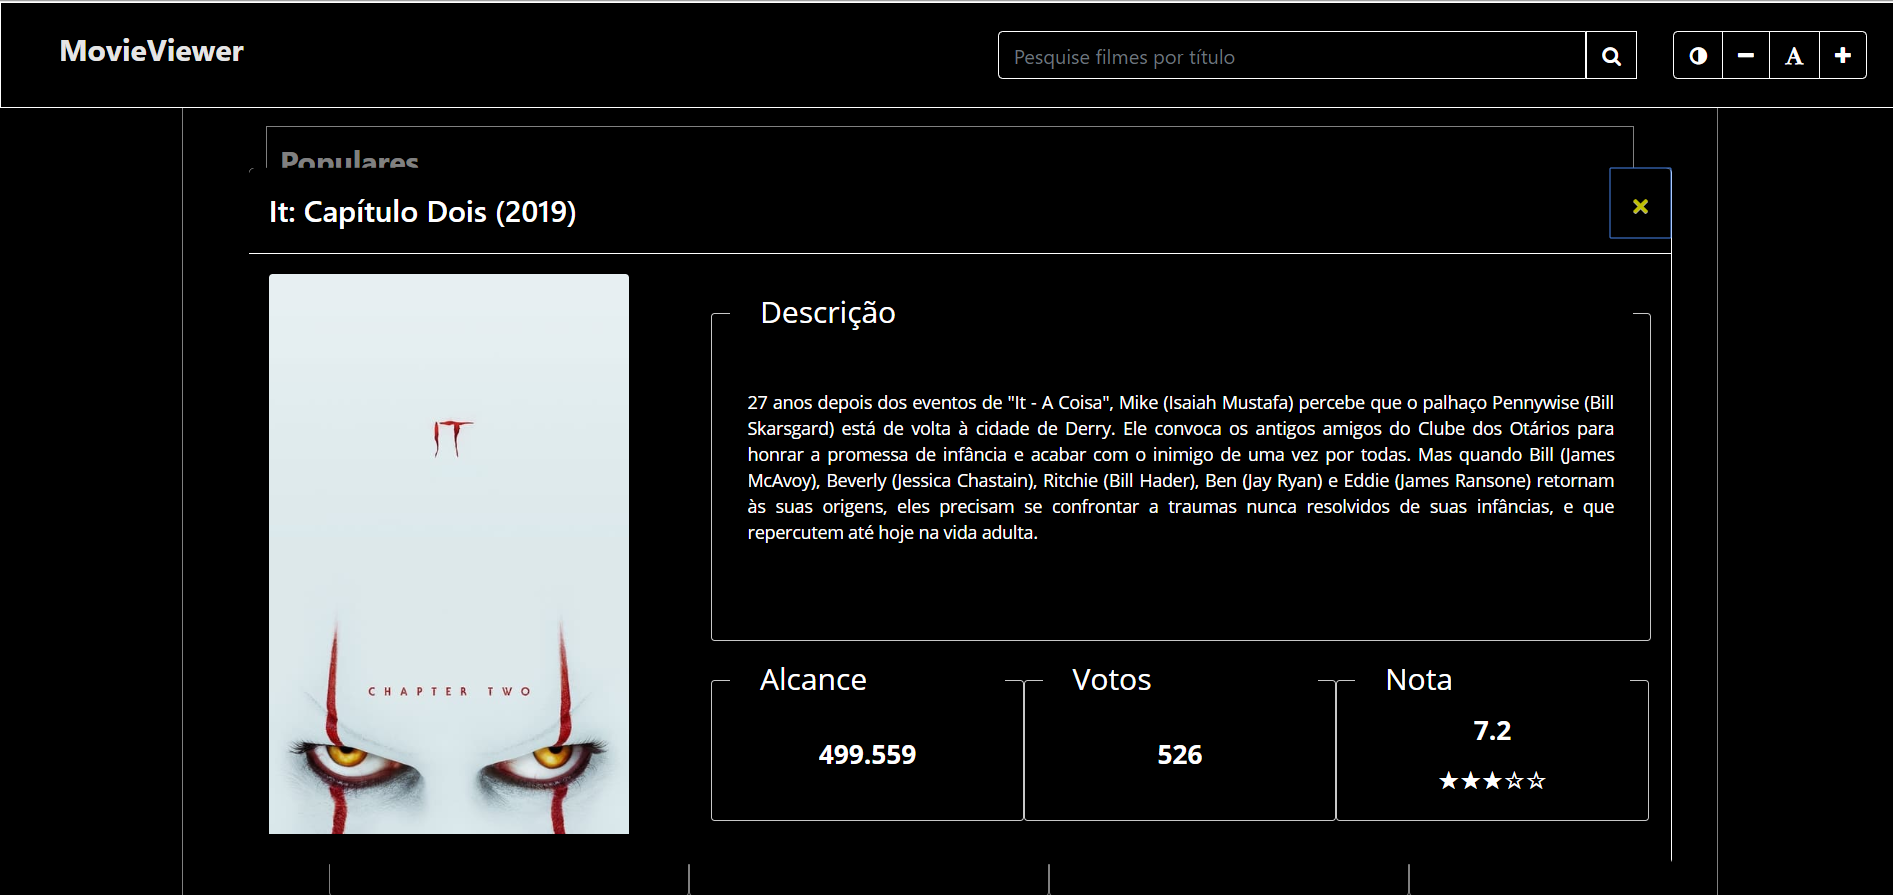 MovieViewer
Pesquise filmes por título
A
Populares
It: Capítulo Dois (2019)
IT
CHAPTER TWO
Descrição
27 anos depois dos eventos de "It - A Coisa", Mike (Isaiah Mustafa) percebe que o palhaço Pennywise (Bill
Skarsgard) está de volta à cidade de Derry. Ele convoca os antigos amigos do Clube dos Otários para
honrar a promessa de infância e acabar com o inimigo de uma vez por todas. Mas quando Bill (James
McAvoy), Beverly (Jessica Chastain), Ritchie (Bill Hader), Ben (Jay Ryan) e Eddie (James Ransone) retornam
às suas origens, eles precisam se confrontar a traumas nunca resolvidos de suas infâncias, e que
repercutem até hoje na vida adulta.
Alcance
499.559
Votos
526
Nota
7.2
★★★☆☆